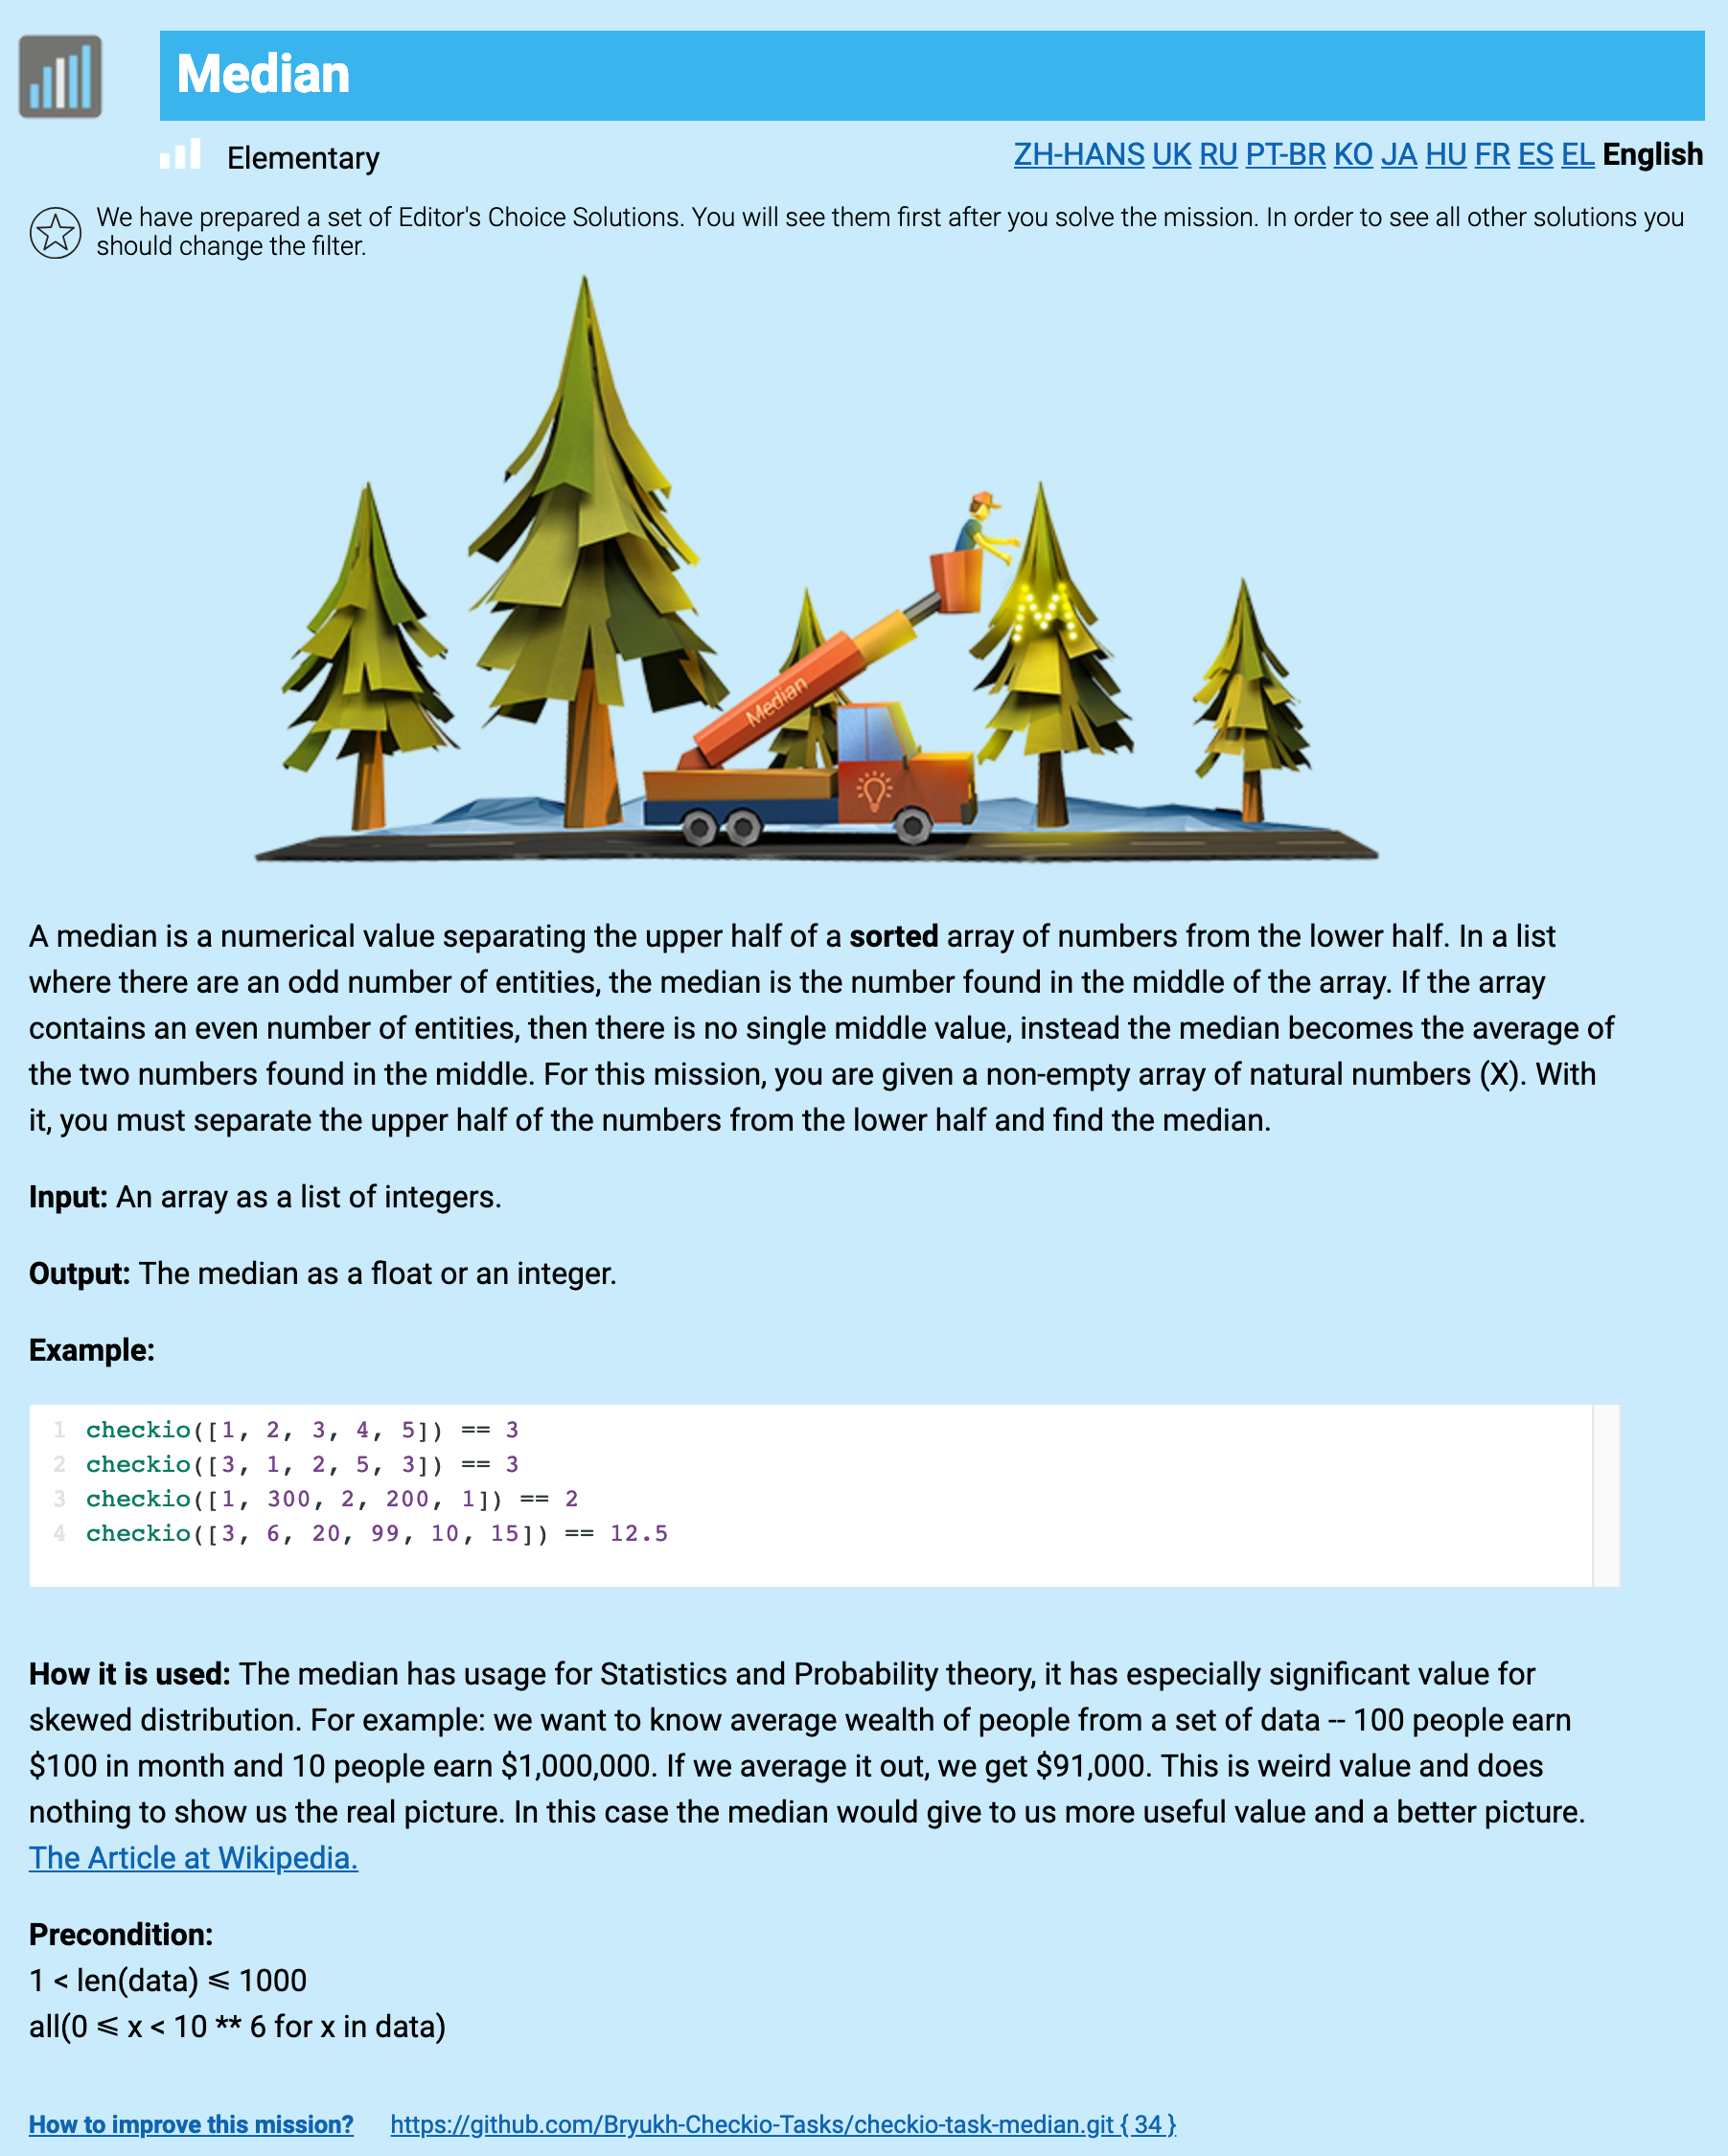 Median
Elementary
ZH-HANS UK RU PT-BR KO JA HU FR ES EL English
We have prepared a set of Editor's Choice Solutions. You will see them first after you solve the mission. In order to see all other solutions you
should change the filter.
M
Median
A median is a numerical value separating the upper half of a sorted array of numbers from the lower half. In a list
where there are an odd number of entities, the median is the number found in the middle of the array. If the array
contains an even number of entities, then there is no single middle value, instead the median becomes the average of
the two numbers found in the middle. For this mission, you are given a non-empty array of natural numbers (X). With
it, you must separate the upper half of the numbers from the lower half and find the median.
Input: An array as a list of integers.
Output: The median as a float or an integer.
Example:
1 checkio([1, 2, 3, 4, 5]) == 3
2 checkio([3, 1, 2, 5, 3]) == 3
3 checkio([1, 300, 2, 200, 1]) == 2
4 checkio([3, 6, 20, 99, 10, 15]) == 12.5
How it is used: The median has usage for Statistics and Probability theory, it has especially significant value for
skewed distribution. For example: we want to know average wealth of people from a set of data -- 100 people earn
$100 in month and 10 people earn $1,000,000. If we average it out, we get $91,000. This is weird value and does
nothing to show us the real picture. In this case the median would give to us more useful value and a better picture.
The Article at Wikipedia.
Precondition:
1 < len(data) ⩽ 1000
all(0 ⩽ x < 10 ** 6 for x in data)
How to improve this mission? https://github.com/Bryukh-Checkio-Tasks/checkio-task-median.git { 34 }